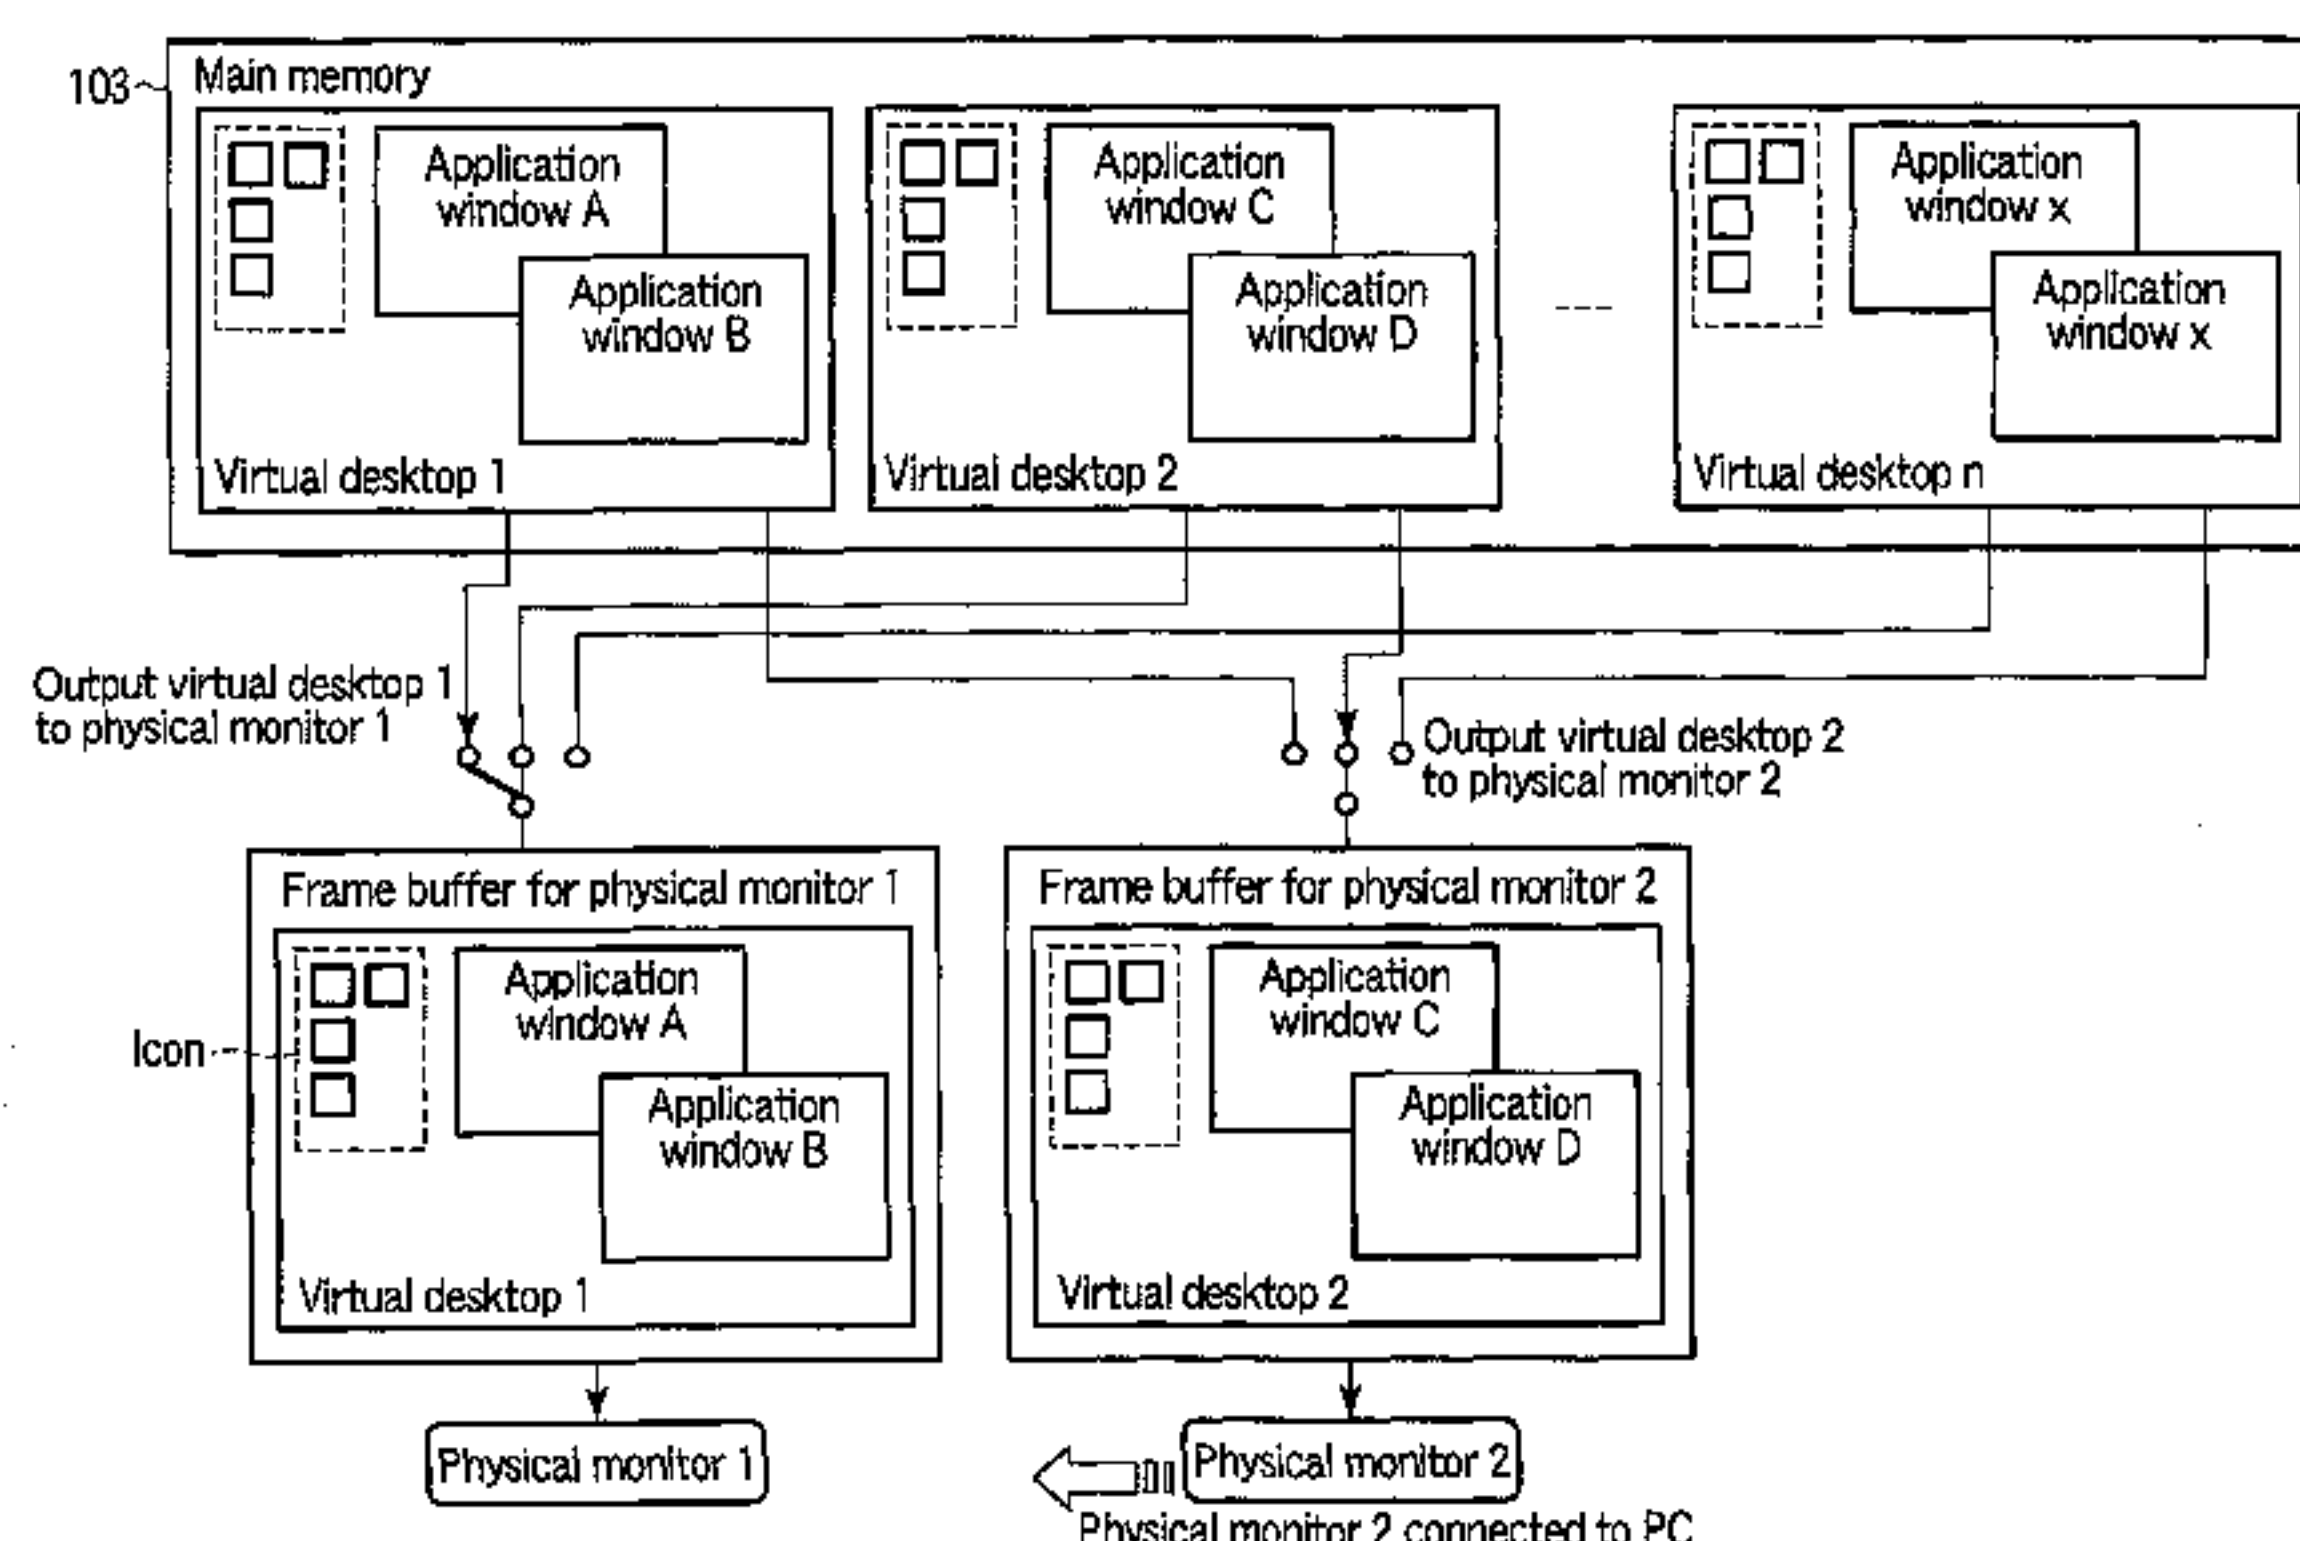 103
Main memory
Application
window A
Application
window B
Virtual desktop 1
Application
window C
Application
window D
Virtual desktop 2
Application
window x
Application
window x
Virtual desktop n
Output virtual desktop 1
to physical monitor 1
Output virtual desktop 2
to physical monitor 2
Frame buffer for physical monitor 1
Icon
Application
window A
Application
window B
Virtual desktop 1
Frame buffer for physical monitor 2
Application
window C
Application
window D
Virtual desktop 2
Physical monitor 1
Physical monitor 2
Physical monitor 2 connected to PC